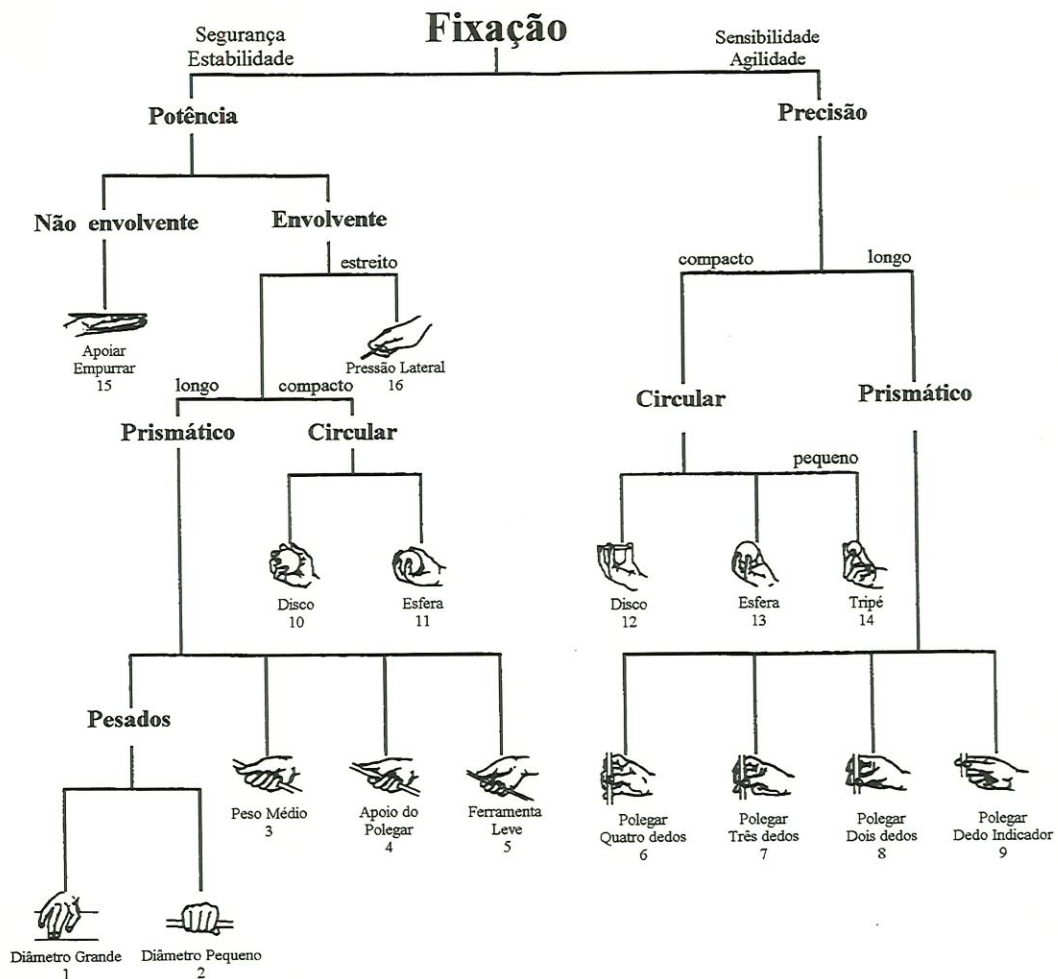 Fixação
Segurança
Estabilidade
Sensibilidade
Agilidade
Potência
Precisão
Não envolvente
Envolvente
estreito
compacto
longo
Apoiar
Empurrar
15
Pressão Lateral
16
longo
compacto
Prismático
Circular
Circular
Prismático
pequeno
Disco
10
Esfera
11
Disco
12
Esfera
13
Tripé
14
Pesados
Peso Médio
3
Apoio do
Polegar
4
Ferramenta
Leve
5
Polegar
Quatro dedos
6
Polegar
Três dedos
7
Polegar
Dois dedos
8
Polegar
Dedo Indicador
9
Diâmetro Grande
1
Diâmetro Pequeno
2